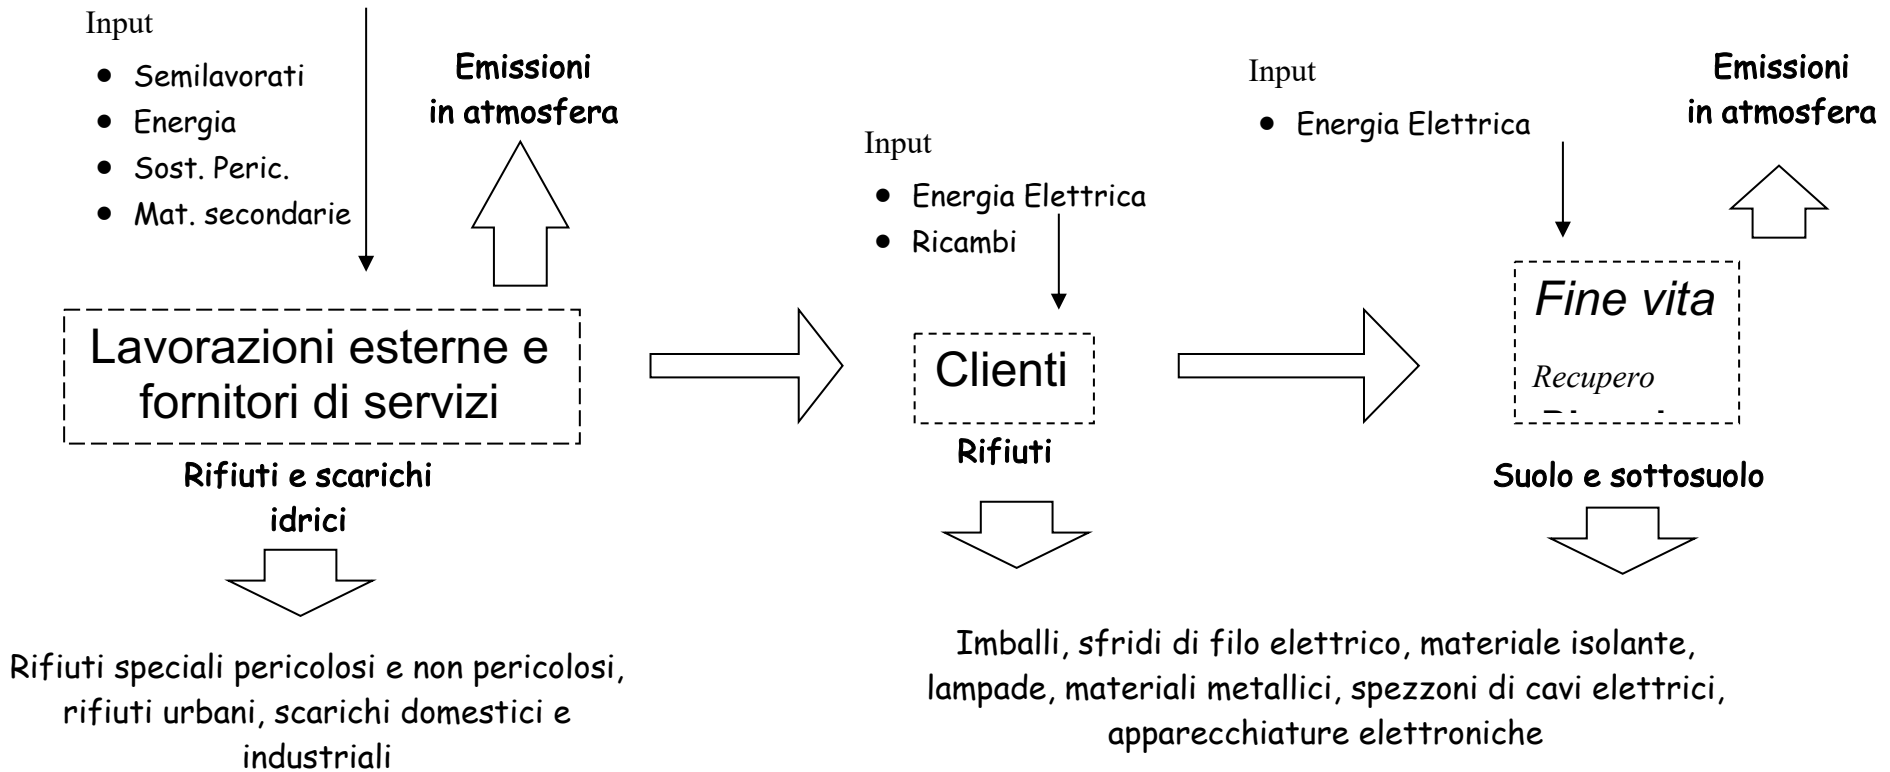 Input
• Semilavorati
• Energia
• Sost. Peric.
• Mat. secondarie
Emissioni
in atmosfera
Lavorazioni esterne e
fornitori di servizi
Rifiuti e scarichi
idrici
Rifiuti speciali pericolosi e non pericolosi,
rifiuti urbani, scarichi domestici e
industriali
Input
• Energia Elettrica
• Ricambi
Clienti
Rifiuti
Input
• Energia Elettrica
Emissioni
in atmosfera
Fine vita
Recupero
Suolo e sottosuolo
Imballi, sfridi di filo elettrico, materiale isolante,
lampade, materiali metallici, spezzoni di cavi elettrici,
apparecchiature elettroniche